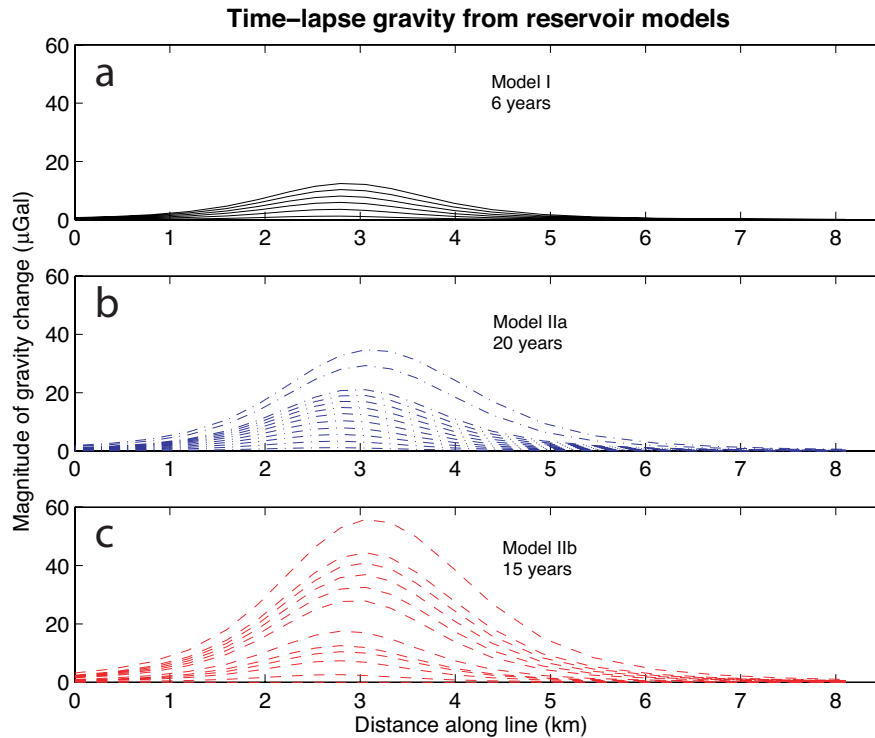 Time−lapse gravity from reservoir models
60
40
20
0
a
Model I
6 years
0 1 2 3 4 5 6 7 8
Magnitude of gravity change (μGal)
60
40
20
0
b
Model IIa
20 years
0 1 2 3 4 5 6 7 8
60
40
20
0
c
Model IIb
15 years
0 1 2 3 4 5 6 7 8
Distance along line (km)